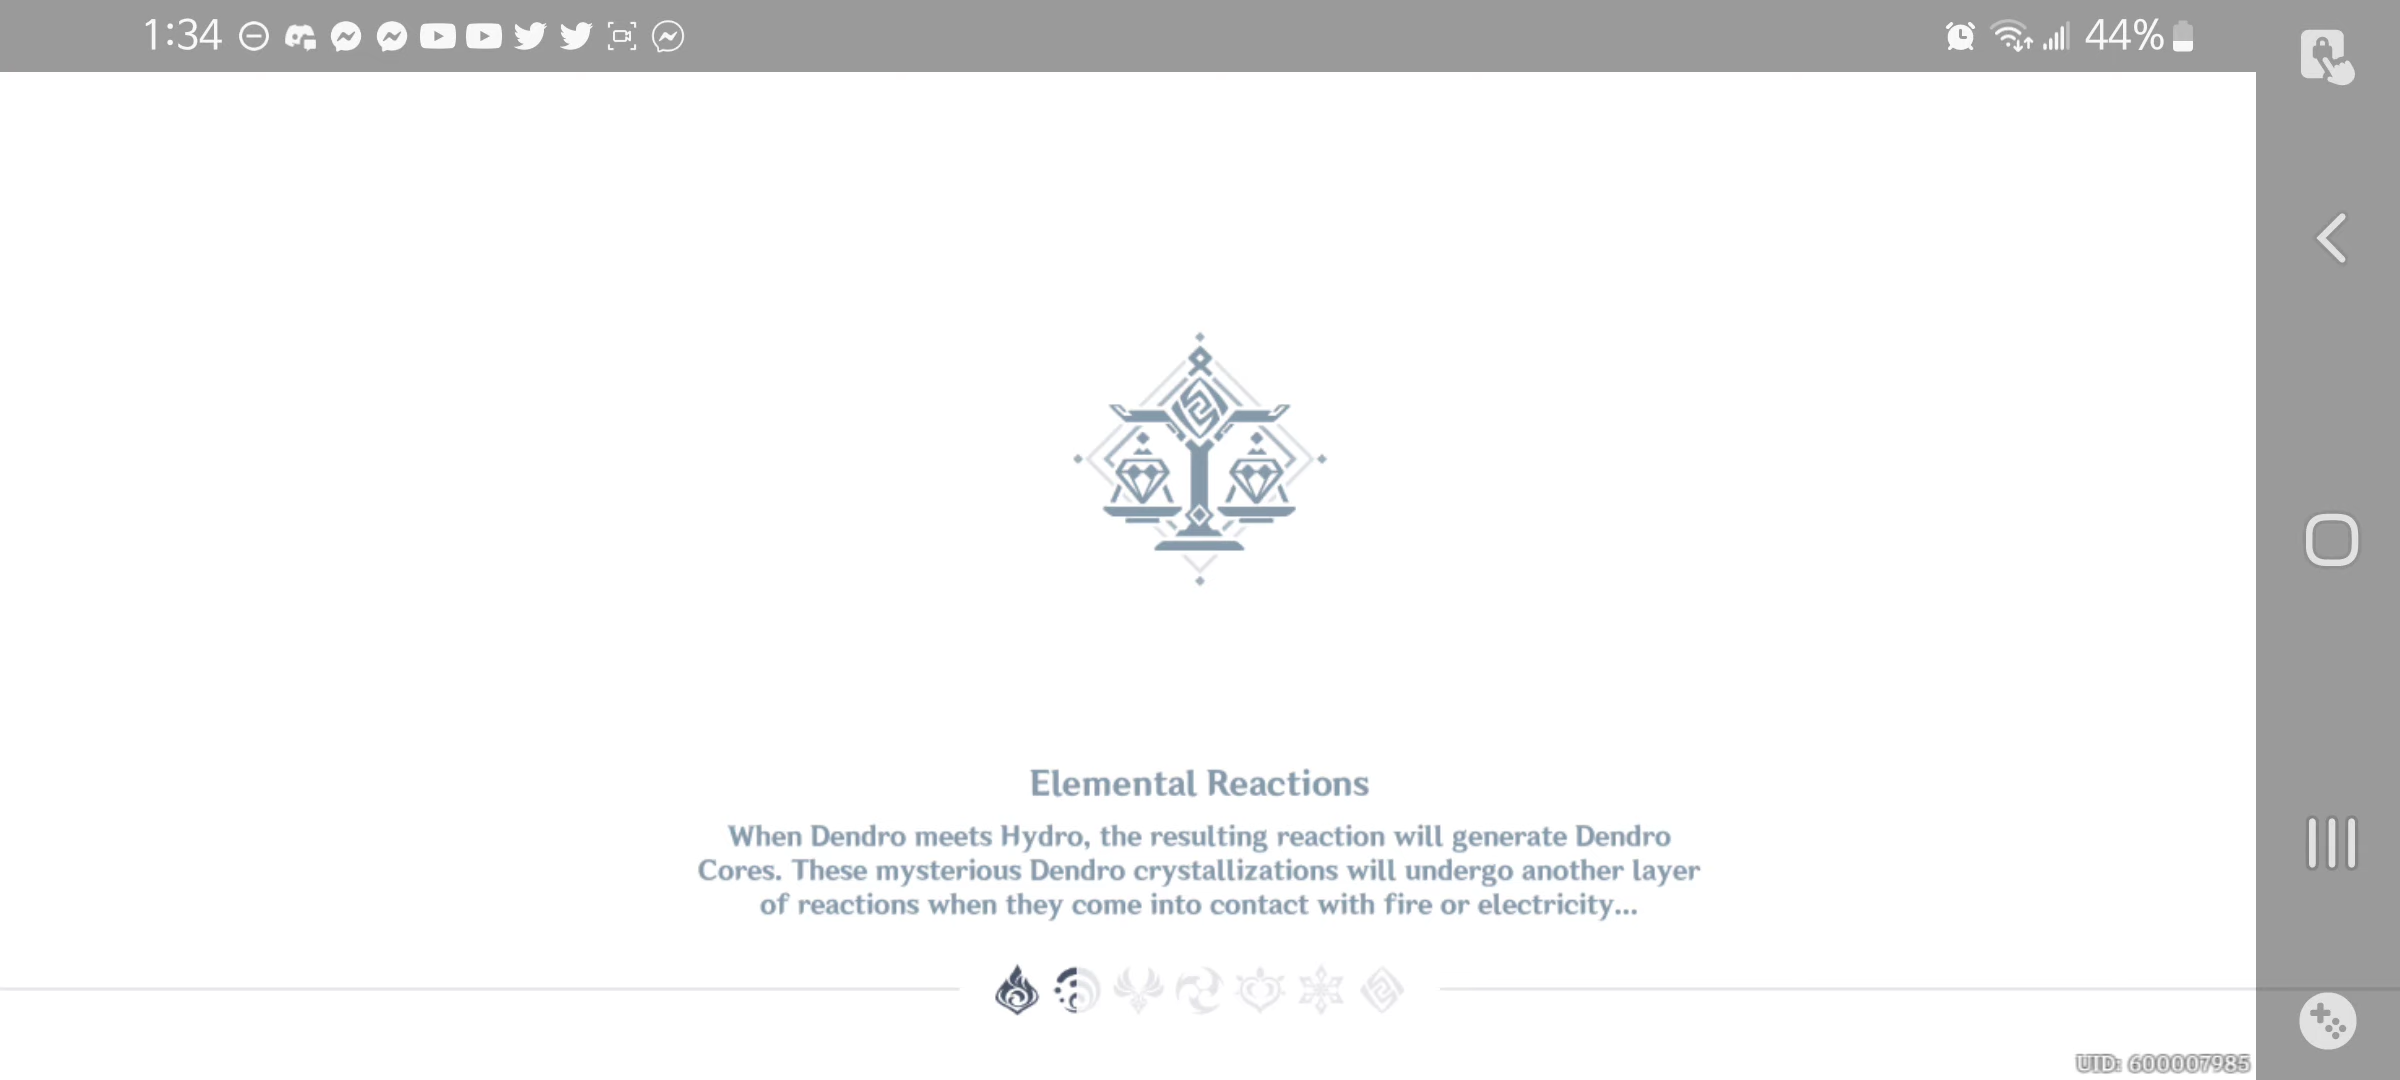 1:34
44%
Elemental Reactions
When Dendro meets Hydro, the resulting reaction will generate Dendro
Cores. These mysterious Dendro crystallizations will undergo another layer
of reactions when they come into contact with fire or electricity...
UID: 600007985